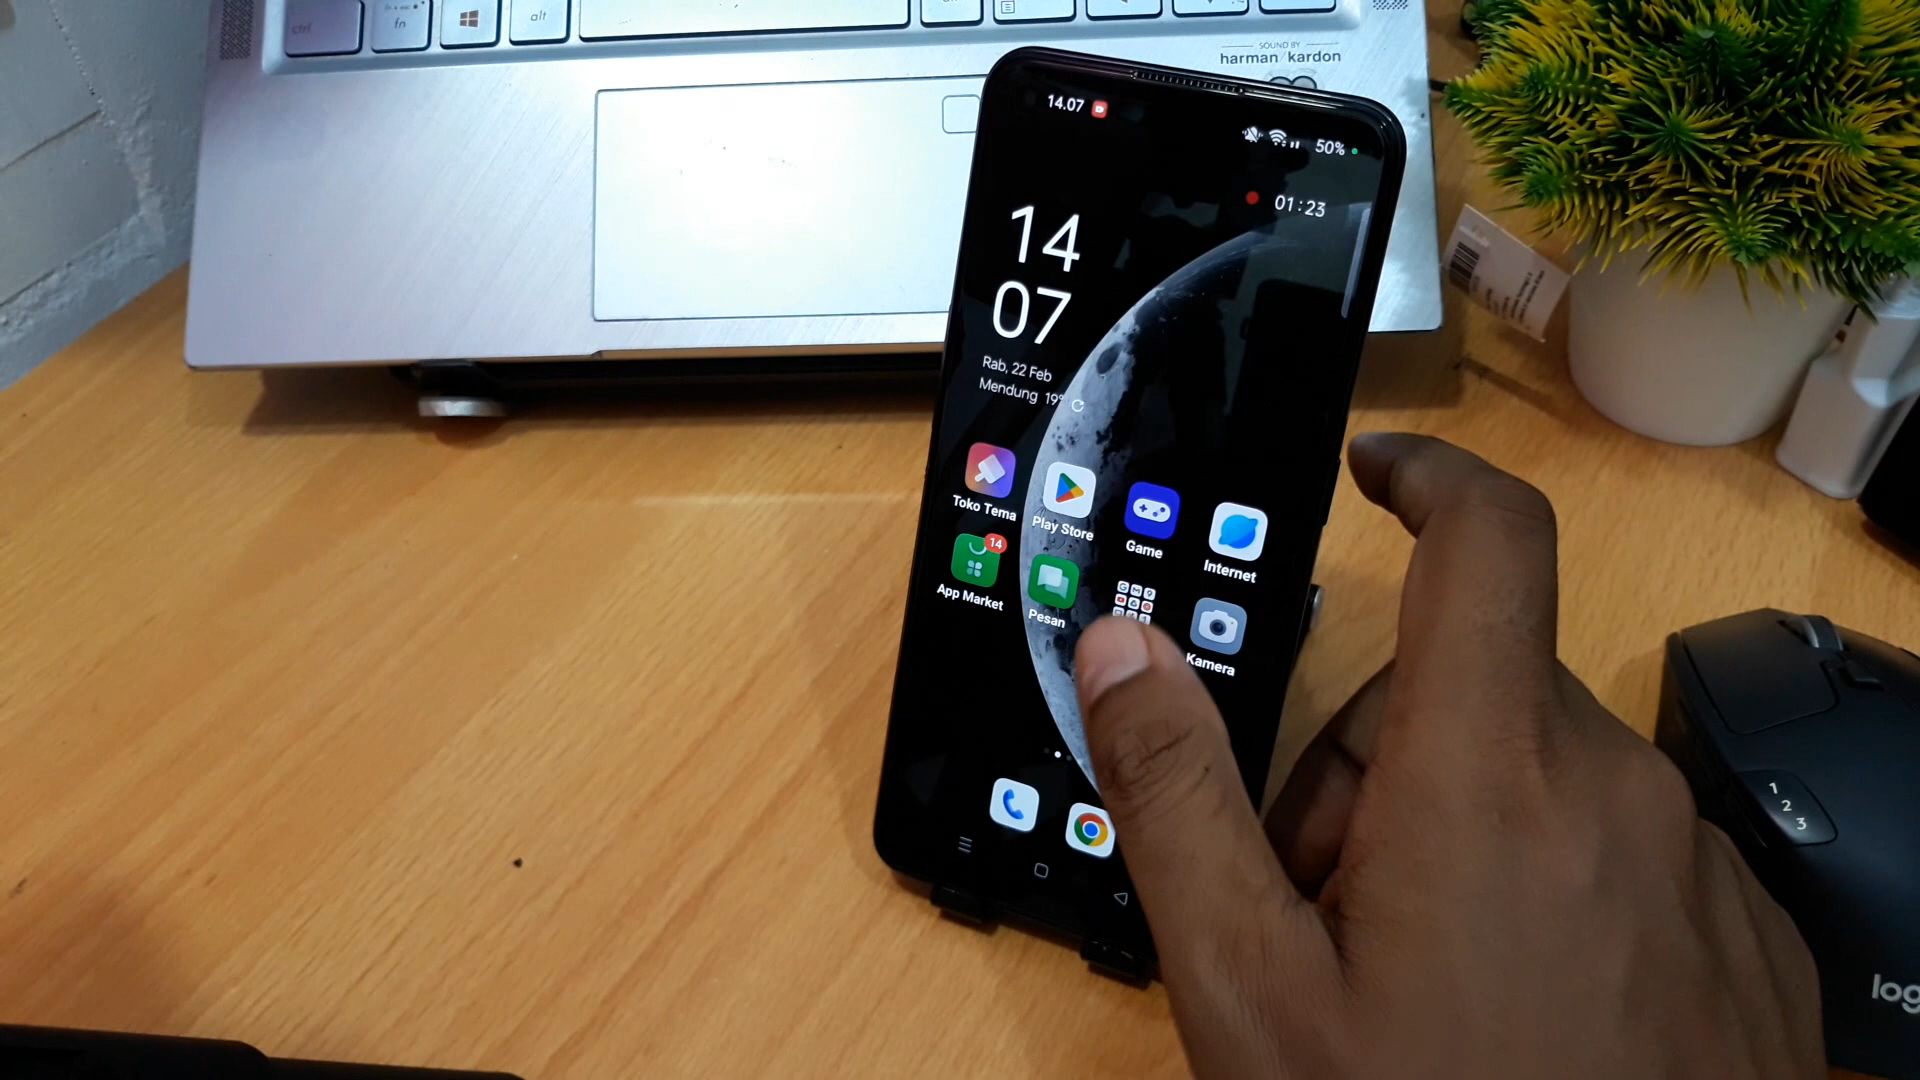 ctrl
fn
alt
SOUND BY
harman/kardon
14.07
50%
01:23
14
07
Rab, 22 Feb
Mendung 19°
Toko Tema
Play Store
Game
Internet
14
App Market
Pesan
Kamera
1
2
3
log